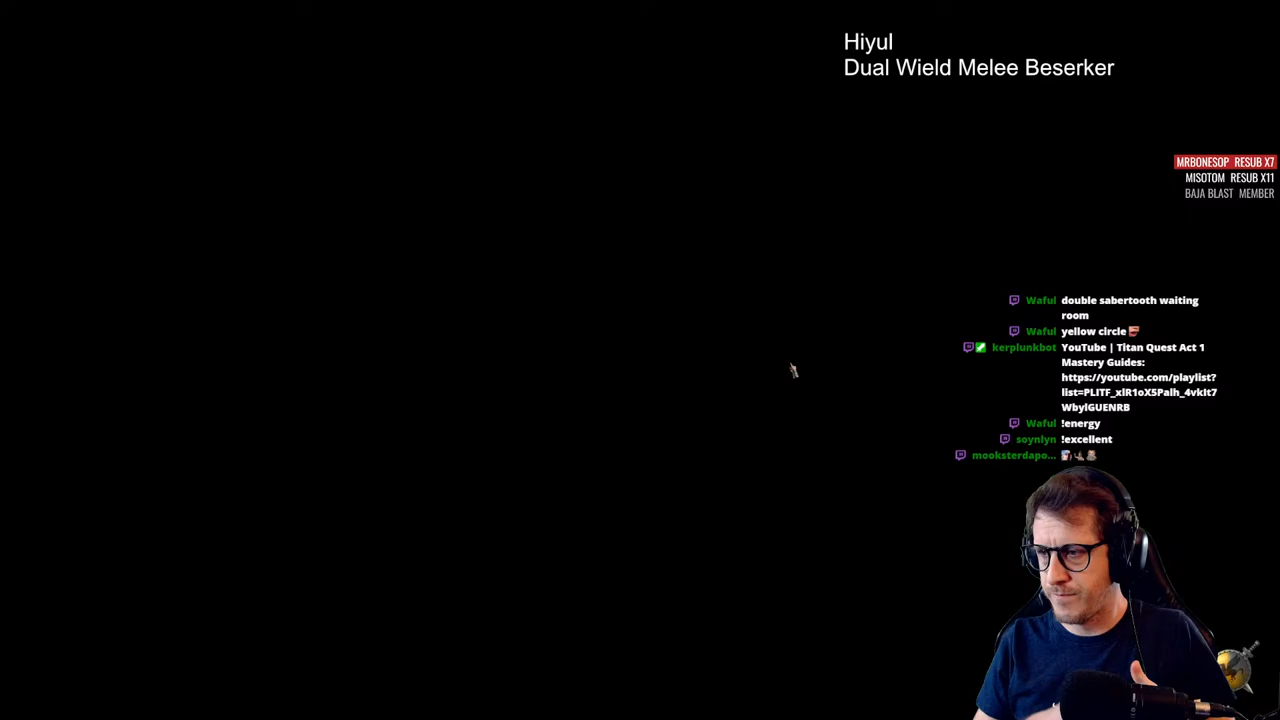 Hiyul
Dual Wield Melee Beserker
MRBONESOP RESUB X7
MISOTOM RESUB X11
BAJA BLAST MEMBER
Waful double sabertooth waiting
room
Waful yellow circle
kerplunkbot YouTube | Titan Quest Act 1
Mastery Guides:
https://youtube.com/playlist?
list=PLITF_xlR1oX5Palh_4vkIt7
WbylGUENRB
Waful !energy
soynlyn !excellent
mooksterdapo...